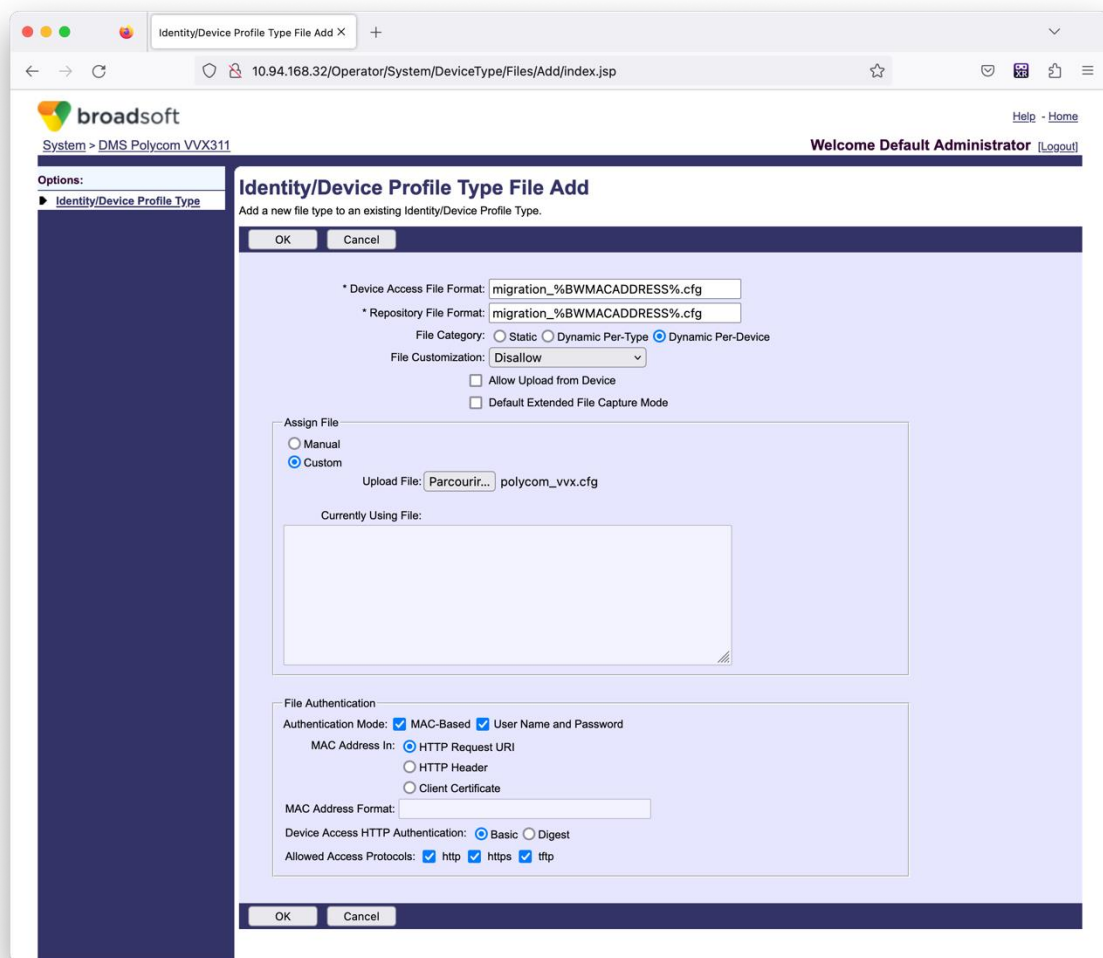 Identity/Device Profile Type File Add
10.94.168.32/Operator/System/DeviceType/Files/Add/index.jsp
XR
broadsoft
Help - Home
System > DMS Polycom VVX311
Welcome Default Administrator [Logout]
Options:
Identity/Device Profile Type
Identity/Device Profile Type File Add
Add a new file type to an existing Identity/Device Profile Type.
OK Cancel
* Device Access File Format: migration_%BWMACADDRESS%.cfg
* Repository File Format: migration_%BWMACADDRESS%.cfg
File Category: Static Dynamic Per-Type Dynamic Per-Device
File Customization: Disallow
Allow Upload from Device
Default Extended File Capture Mode
Assign File
Manual
Custom
Upload File: Parcourir... polycom_vvx.cfg
Currently Using File:
File Authentication
Authentication Mode: MAC-Based User Name and Password
MAC Address In: HTTP Request URI
HTTP Header
Client Certificate
MAC Address Format:
Device Access HTTP Authentication: Basic Digest
Allowed Access Protocols: http https tftp
OK Cancel